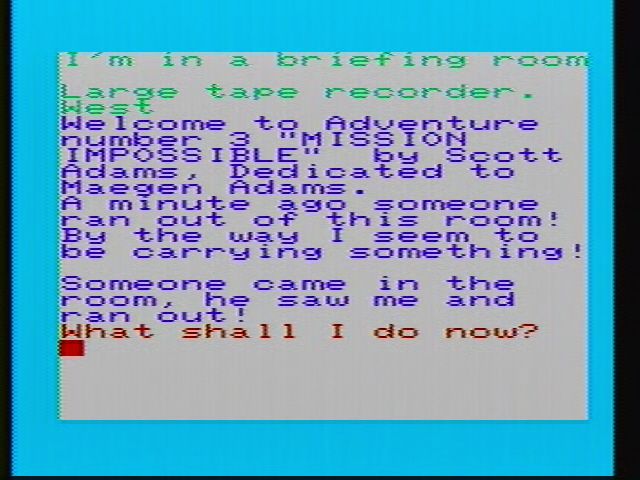 I'm in a briefing room
Large tape recorder.
West
Welcome to Adventure
number 3 "MISSION
IMPOSSIBLE" by Scott
Adams, Dedicated to
Maegen Adams.
A minute ago someone
ran out of this room!
By the way I seem to
be carrying something!
Someone came in the
room, he saw me and
ran out!
What shall I do now?